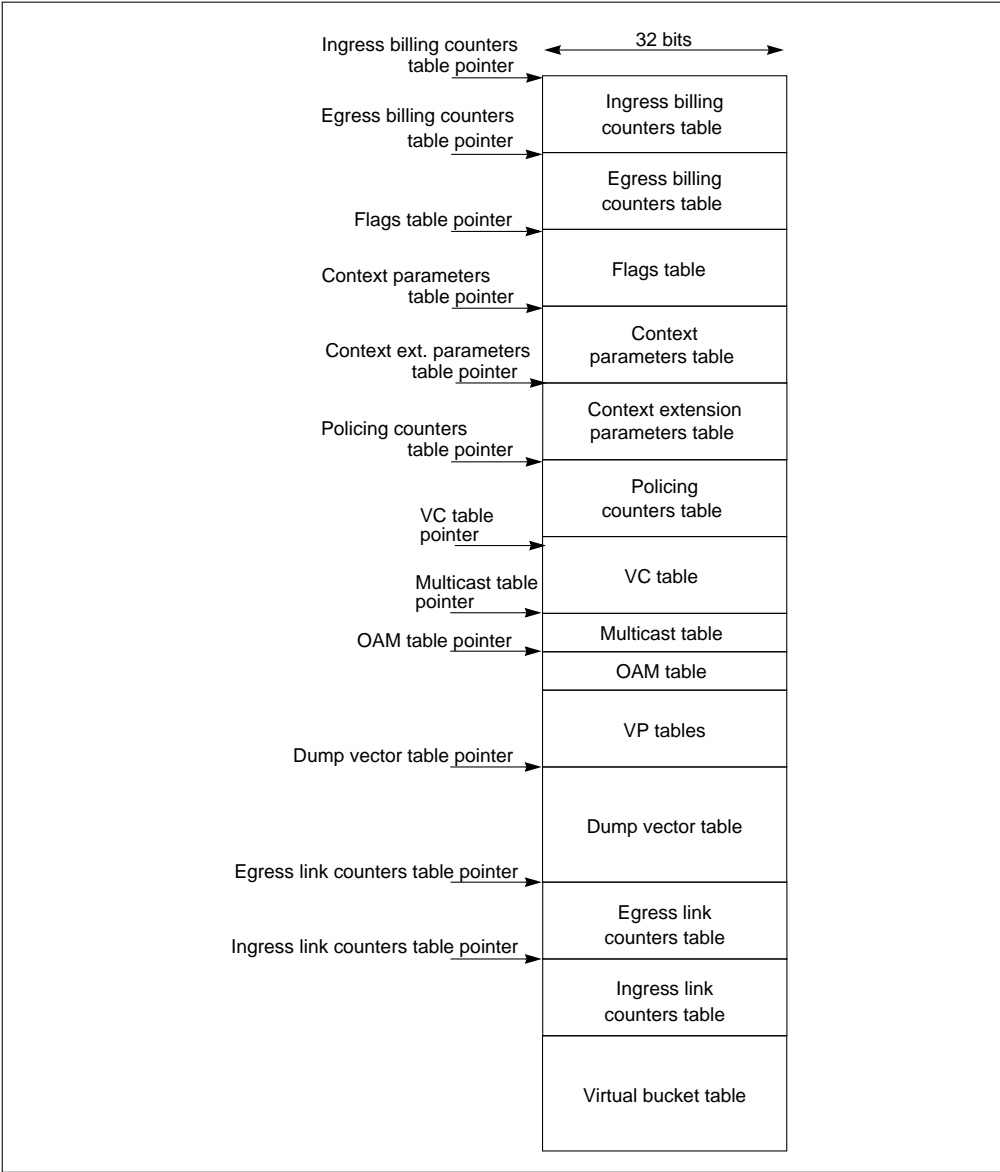 32 bits
Ingress billing counters
table pointer
Ingress billing
counters table
Egress billing counters
table pointer
Egress billing
counters table
Flags table pointer
Flags table
Context parameters
table pointer
Context
parameters table
Context ext. parameters
table pointer
Context extension
parameters table
Policing counters
table pointer
Policing
counters table
VC table
pointer
VC table
Multicast table
pointer
Multicast table
OAM table pointer
OAM table
VP tables
Dump vector table pointer
Dump vector table
Egress link counters table pointer
Egress link
counters table
Ingress link counters table pointer
Ingress link
counters table
Virtual bucket table